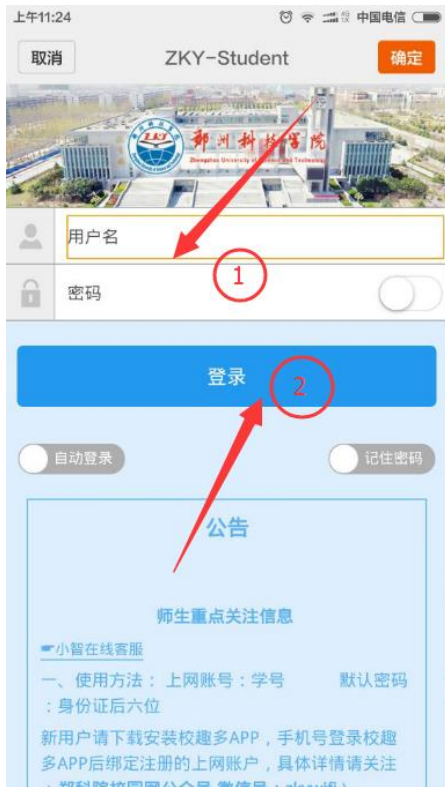 上午11:24 中国电信
取消 ZKY-Student 确定
郑州科技学院
Zhengzhou University of Science and Technology
用户名
1
密码
登录
2
自动登录 记住密码
公告
师生重点关注信息
☛小智在线客服
一、使用方法：上网账号：学号 默认密码
：身份证后六位
新用户请下载安装校趣多APP，手机号登录校趣
多APP后绑定注册的上网账户，具体详情请关注